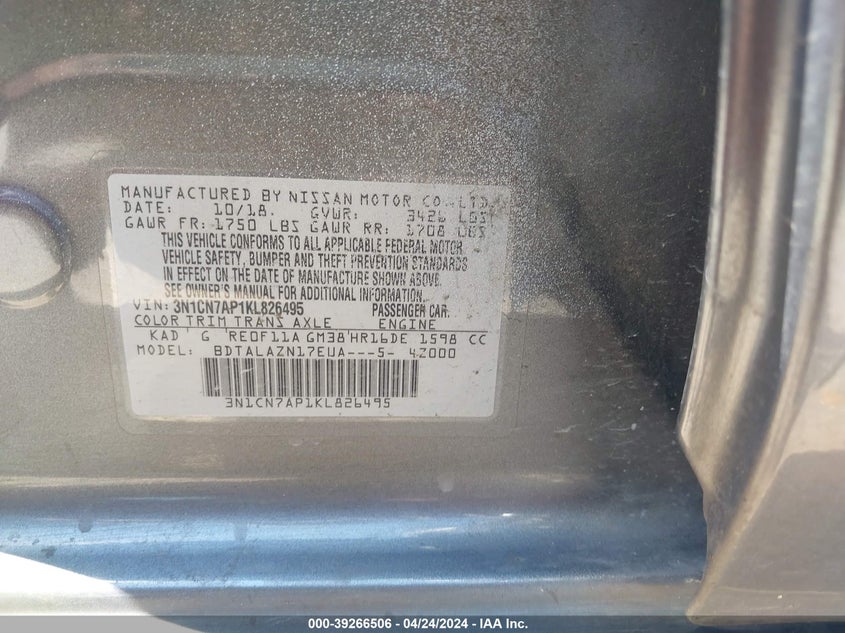 MANUFACTURED BY NISSAN MOTOR CO.,LTD.
DATE: 10/18. GVWR: 3426 LBS
GAWR FR: 1750 LBS GAWR RR: 1708 LBS
THIS VEHICLE CONFORMS TO ALL APPLICABLE FEDERAL MOTOR
VEHICLE SAFETY, BUMPER AND THEFT PREVENTION STANDARDS
IN EFFECT ON THE DATE OF MANUFACTURE SHOWN ABOVE.
SEE OWNER'S MANUAL FOR ADDITIONAL INFORMATION.
VIN: 3N1CN7AP1KL826495 PASSENGER CAR.
COLOR TRIM TRANS AXLE ENGINE
KAD G RE0F11A GM38 HR16DE 1598 CC
MODEL: BDTALAZN17EUA---5- 4Z000
3N1CN7AP1KL826495
000-39266506 - 04/24/2024 - IAA Inc.